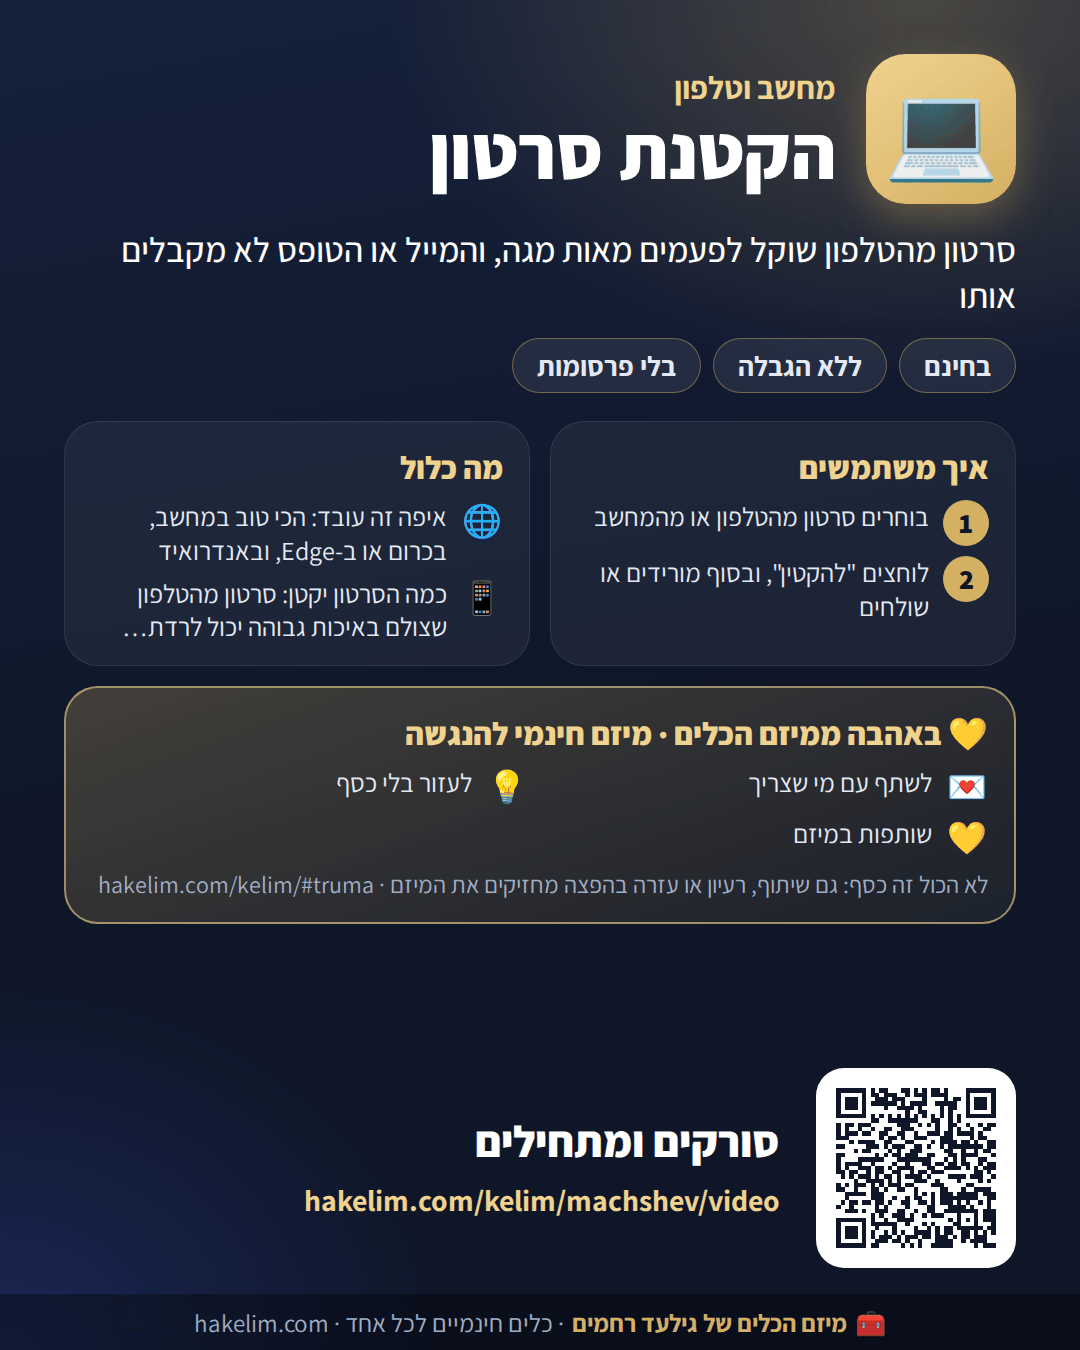 מחשב וטלפון
הקטנת סרטון
סרטון מהטלפון שוקל לפעמים מאות מגה, והמייל או הטופס לא מקבלים
אותו
בחינם
ללא הגבלה
בלי פרסומות
איך משתמשים
1 בוחרים סרטון מהטלפון או מהמחשב
2 לוחצים "להקטין", ובסוף מורידים או
שולחים
מה כלול
איפה זה עובד: הכי טוב במחשב,
בכרום או ב-Edge, ובאנדרואיד
כמה הסרטון יקטן: סרטון מהטלפון
שצולם באיכות גבוהה יכול לרדת...
באהבה ממיזם הכלים · מיזם חינמי להנגשה
לשתף עם מי שצריך
לעזור בלי כסף
שותפות במיזם
לא הכול זה כסף: גם שיתוף, רעיון או עזרה בהפצה מחזיקים את המיזם · hakelim.com/kelim/#truma
סורקים ומתחילים
hakelim.com/kelim/machshev/video
מיזם הכלים של גילעד רחמים · כלים חינמיים לכל אחד · hakelim.com